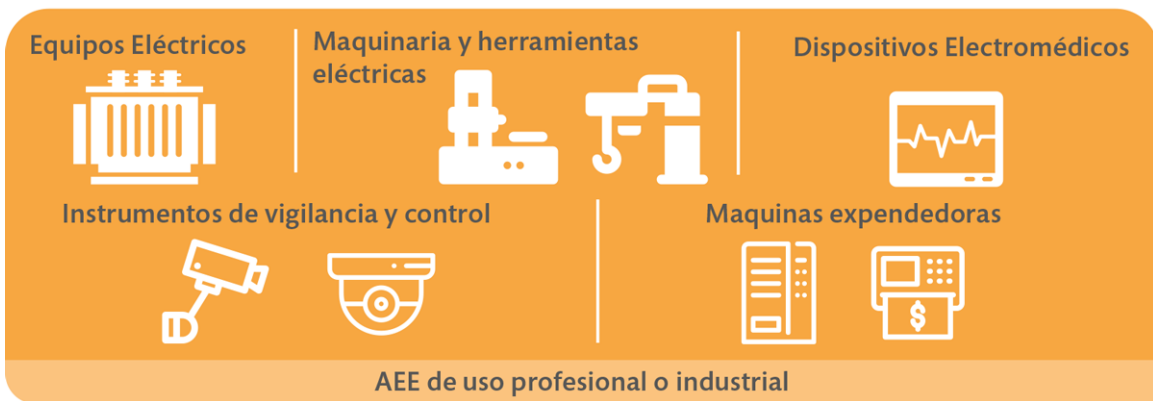 Equipos Eléctricos
Maquinaria y herramientas
eléctricas
Dispositivos Electromédicos
Instrumentos de vigilancia y control
Maquinas expendedoras
$
AEE de uso profesional o industrial